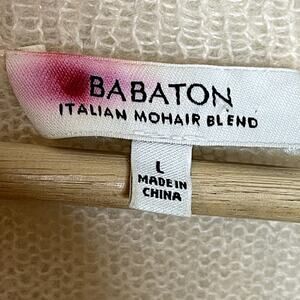 BABATON
ITALIAN MOHAIR BLEND
L
MADE IN
CHINA